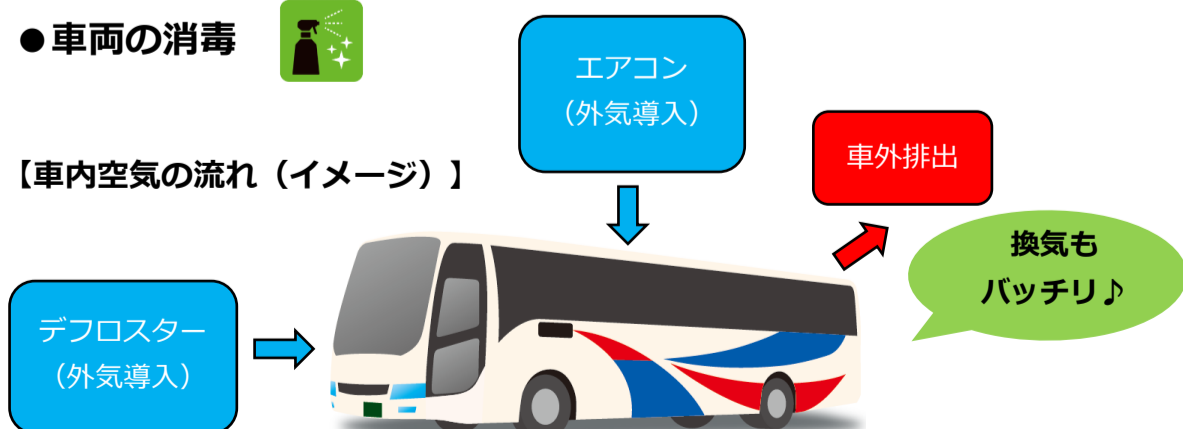 ●車両の消毒
エアコン
（外気導入）
車外排出
【車内空気の流れ（イメージ）】
換気も
バッチリ♪
デフロスター
（外気導入）